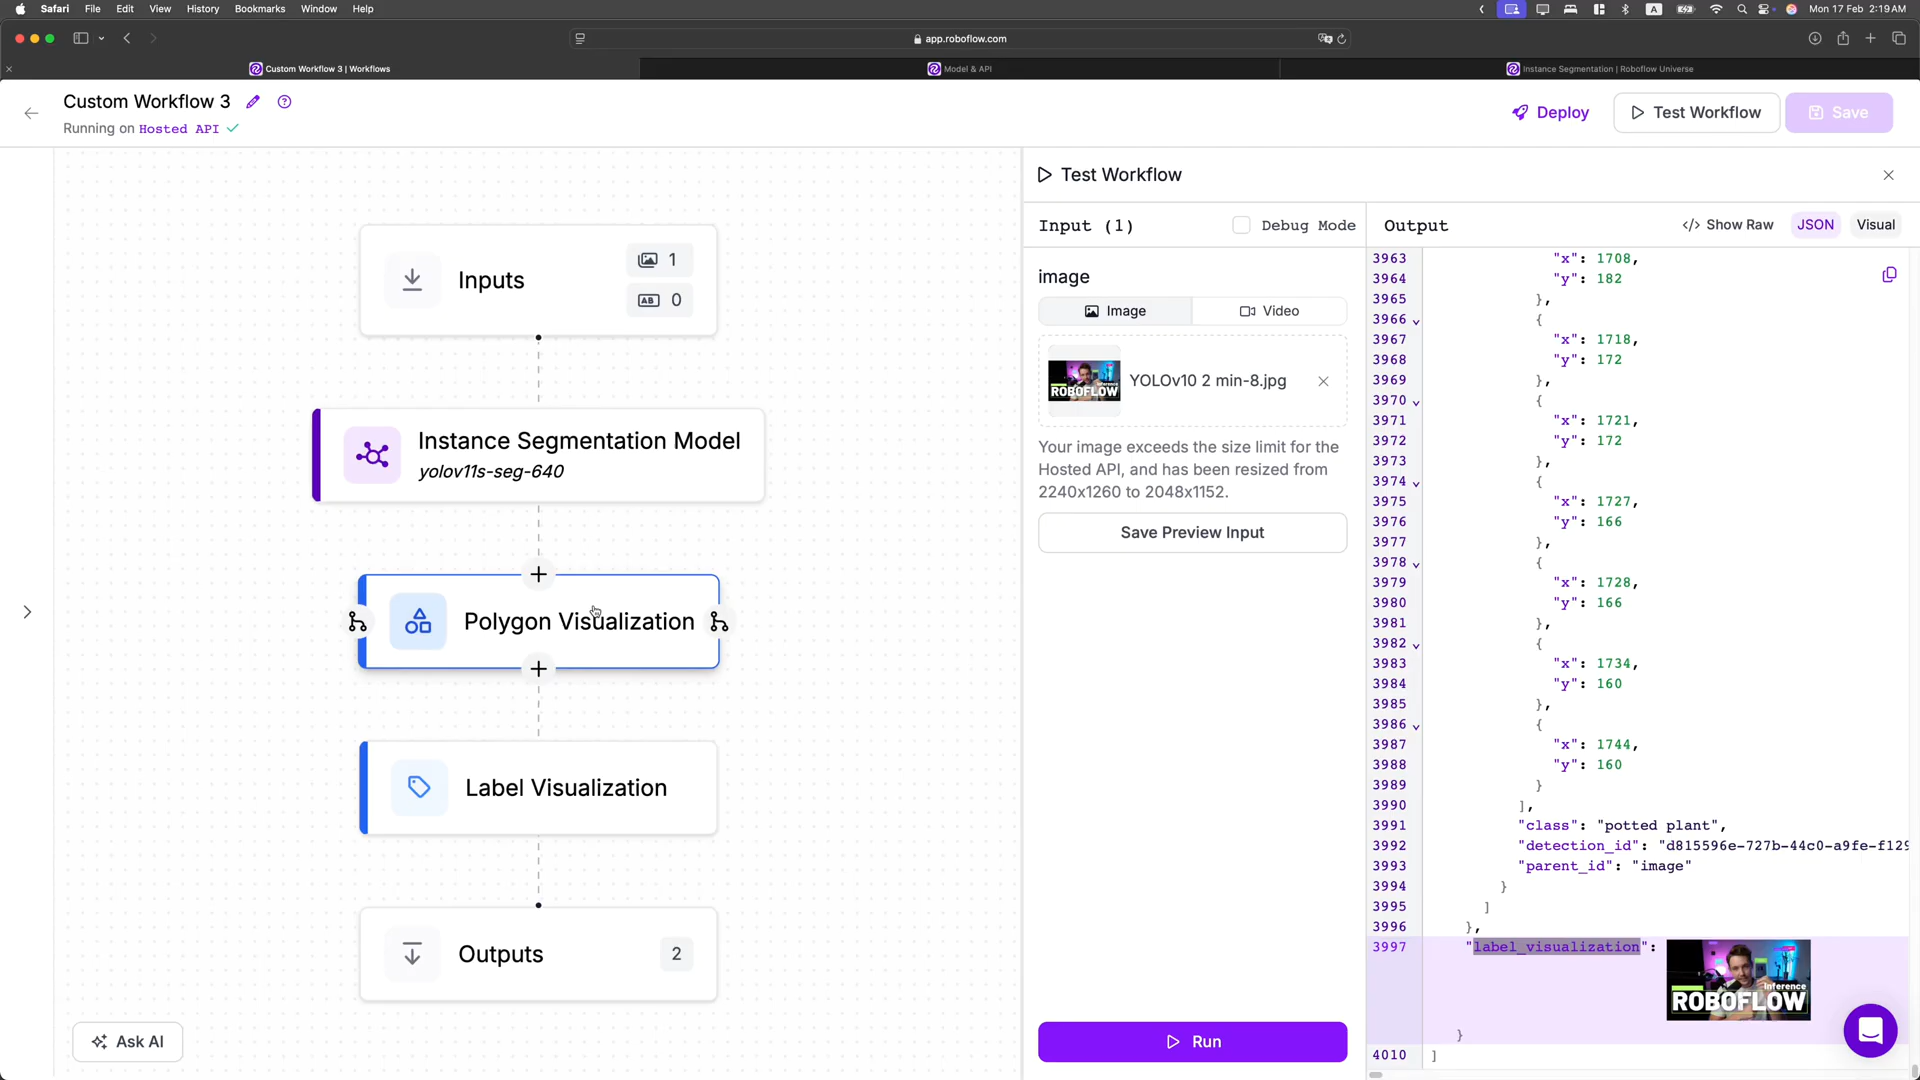 Safari File Edit View History Bookmarks Window Help
A
Mon 17 Feb 2:19 AM
app.roboflow.com
Custom Workflow 3 | Workflows
Model & API
Instance Segmentation | Roboflow Universe
Custom Workflow 3
Running on Hosted API
Deploy
Test Workflow
Save
Inputs
1
AB 0
Instance Segmentation Model
yolov11s-seg-640
Polygon Visualization
Label Visualization
Outputs
2
Ask AI
Test Workflow
Input (1)
Debug Mode
image
Image
Video
ROBOFLOW
YOLOv10 2 min-8.jpg
Your image exceeds the size limit for the
Hosted API, and has been resized from
2240x1260 to 2048x1152.
Save Preview Input
Run
Output
</> Show Raw
JSON
Visual
3963 "x": 1708,
3964 "y": 182
3965 },
3966 {
3967 "x": 1718,
3968 "y": 172
3969 },
3970 {
3971 "x": 1721,
3972 "y": 172
3973 },
3974 {
3975 "x": 1727,
3976 "y": 166
3977 },
3978 {
3979 "x": 1728,
3980 "y": 166
3981 },
3982 {
3983 "x": 1734,
3984 "y": 160
3985 },
3986 {
3987 "x": 1744,
3988 "y": 160
3989 }
3990 ],
3991 "class": "potted plant",
3992 "detection_id": "d815596e-727b-44c0-a9fe-f129
3993 "parent_id": "image"
3994 }
3995 ]
3996 },
3997 "label_visualization":
Inference
ROBOFLOW
}
4010 ]